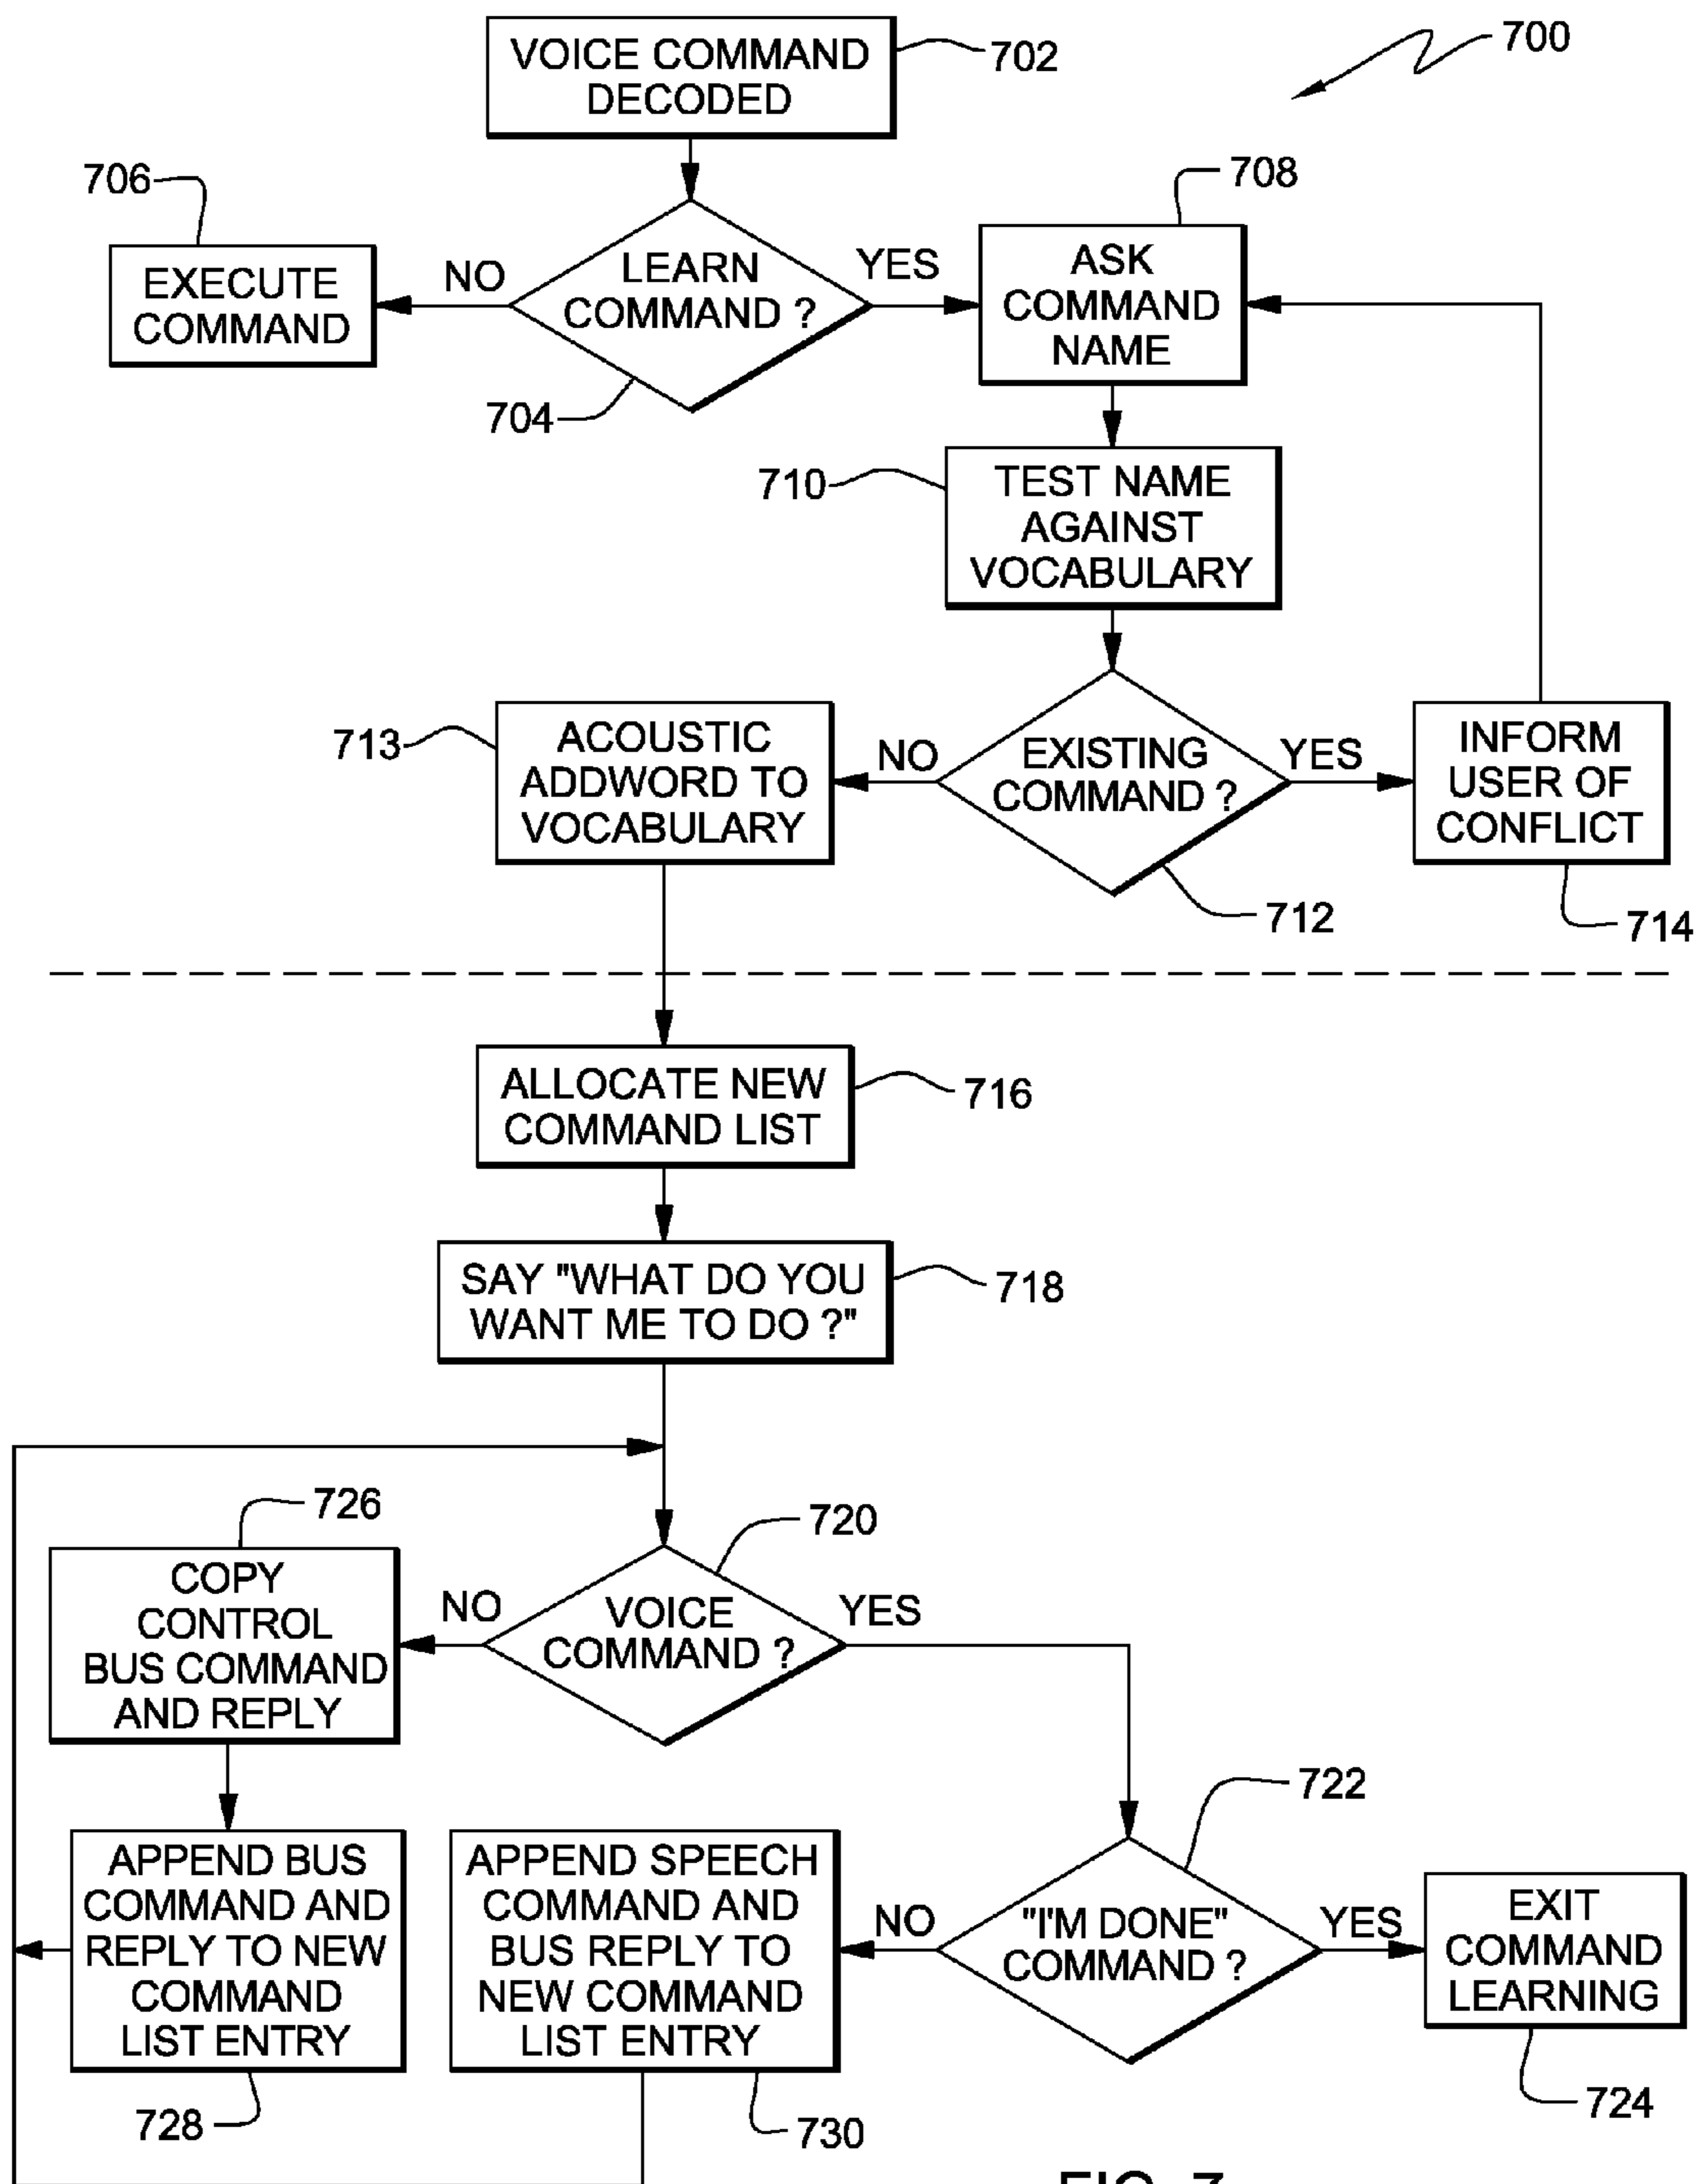 VOICE COMMAND
DECODED
702
700
706
708
EXECUTE
COMMAND
NO
LEARN
COMMAND ?
YES
ASK
COMMAND
NAME
704
710
TEST NAME
AGAINST
VOCABULARY
713
ACOUSTIC
ADDWORD TO
VOCABULARY
NO
EXISTING
COMMAND ?
YES
INFORM
USER OF
CONFLICT
712
714
ALLOCATE NEW
COMMAND LIST
716
SAY "WHAT DO YOU
WANT ME TO DO ?"
718
726
720
COPY
CONTROL
BUS COMMAND
AND REPLY
NO
VOICE
COMMAND ?
YES
722
APPEND BUS
COMMAND AND
REPLY TO NEW
COMMAND
LIST ENTRY
APPEND SPEECH
COMMAND AND
BUS REPLY TO
NEW COMMAND
LIST ENTRY
NO
"I'M DONE"
COMMAND ?
YES
EXIT
COMMAND
LEARNING
728
730
724
FIG. 7